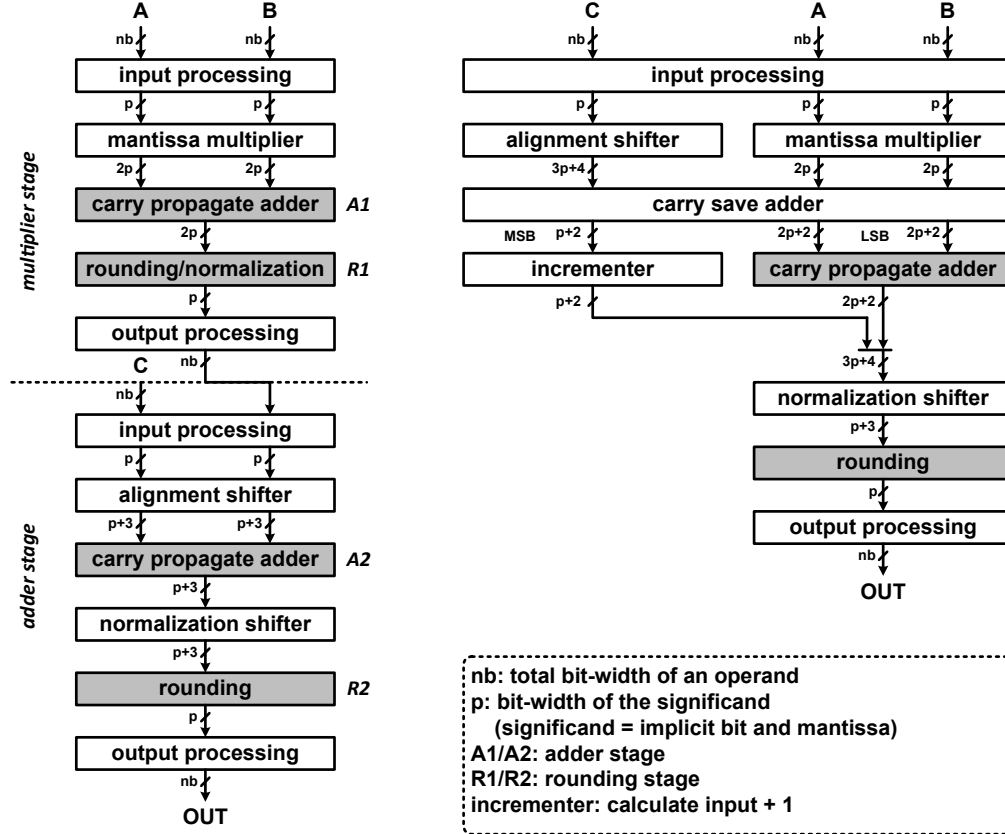 A B
nb nb
input processing
p p
mantissa multiplier
2p 2p
carry propagate adder A1
2p
rounding/normalization R1
p
output processing
C nb
multiplier stage
nb
input processing
p p
alignment shifter
p+3 p+3
carry propagate adder A2
p+3
normalization shifter
p+3
rounding R2
p
output processing
nb
OUT
adder stage
C A B
nb nb nb
input processing
p p p
alignment shifter mantissa multiplier
3p+4 2p 2p
carry save adder
MSB p+2 2p+2 LSB 2p+2
incrementer carry propagate adder
p+2 2p+2
3p+4
normalization shifter
p+3
rounding
p
output processing
nb
OUT
nb: total bit-width of an operand
p: bit-width of the significand
(significand = implicit bit and mantissa)
A1/A2: adder stage
R1/R2: rounding stage
incrementer: calculate input + 1